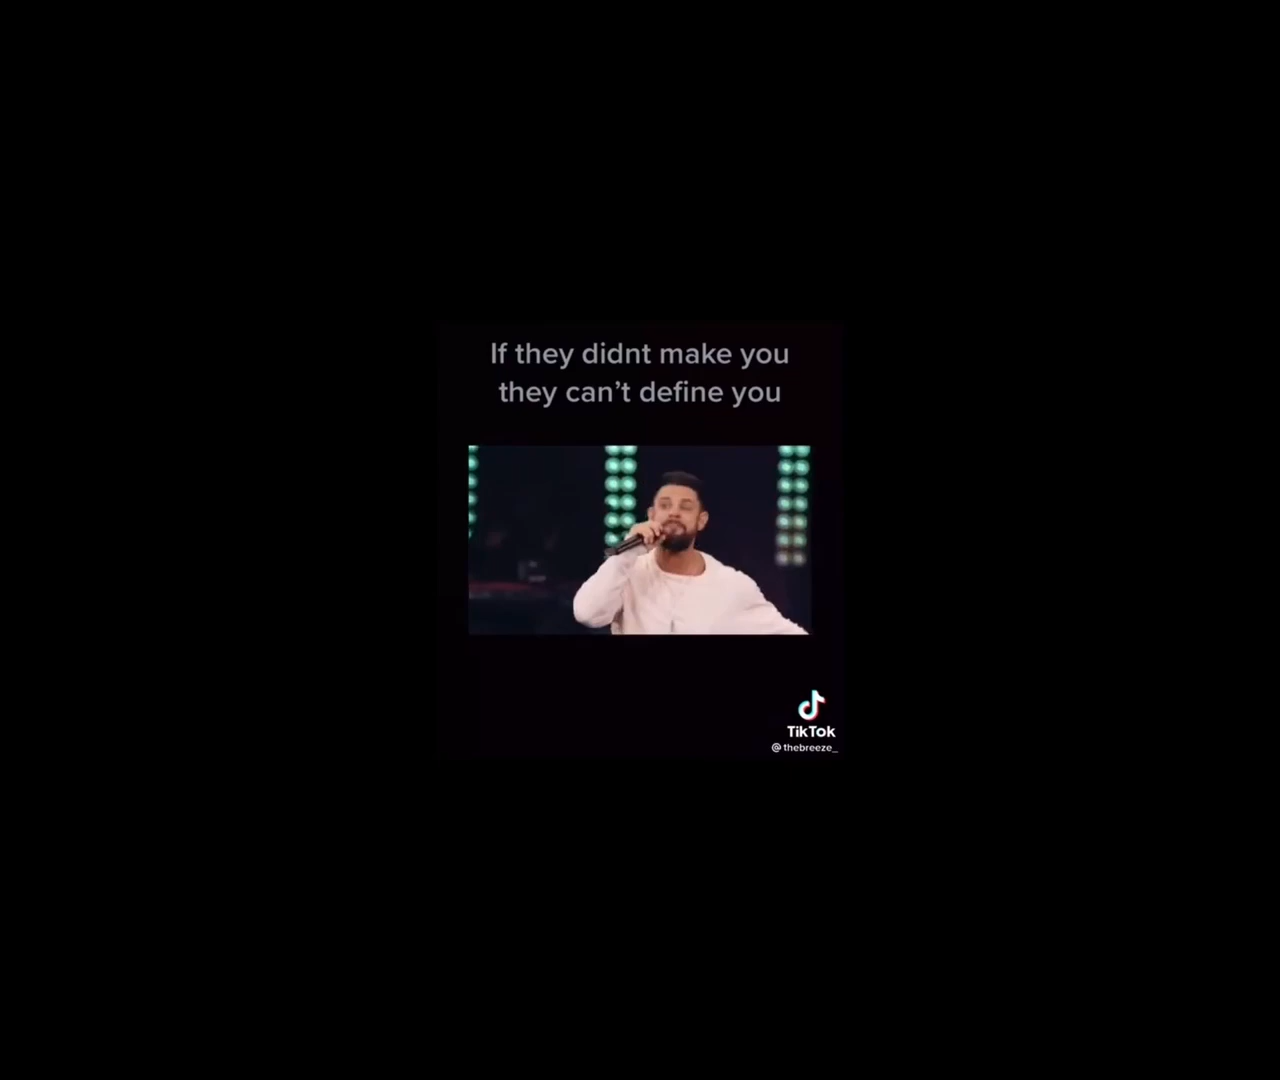 If they didnt make you
they can’t define you
TikTok
@thebreeze_